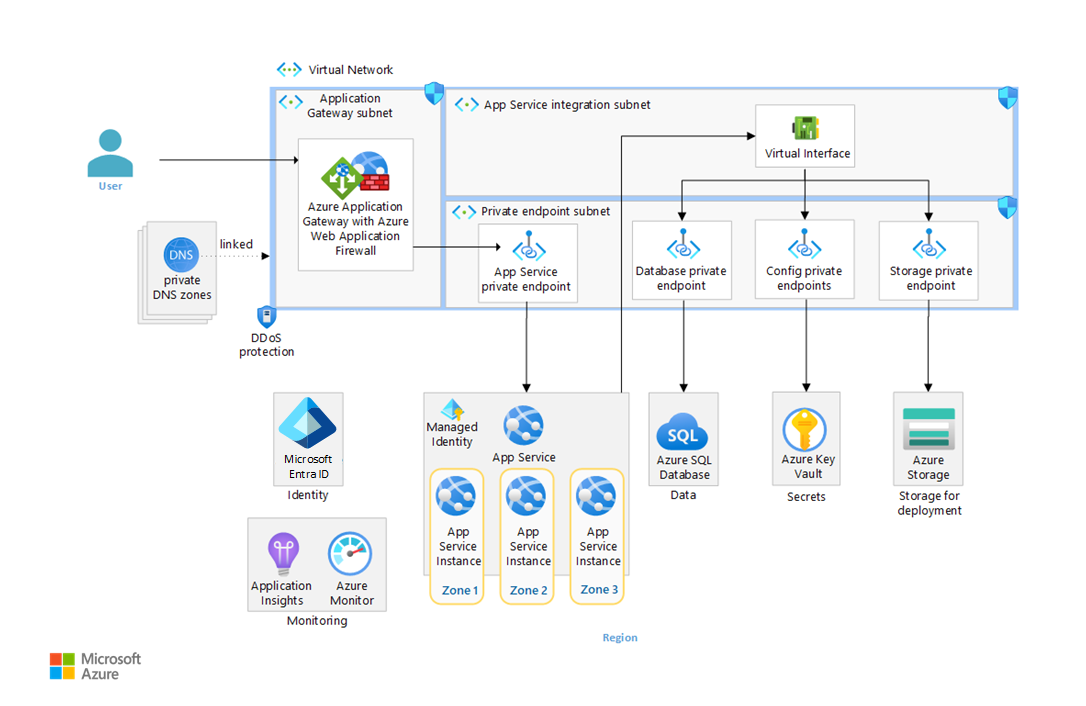 Virtual Network
Application
Gateway subnet
App Service integration subnet
Virtual Interface
User
Azure Application
Gateway with Azure
Web Application
Firewall
Private endpoint subnet
App Service
private endpoint
Database private
endpoint
Config private
endpoints
Storage private
endpoint
DNS
private
DNS zones
linked
DDoS
protection
Microsoft
Entra ID
Identity
Managed
Identity
App Service
App
Service
Instance
Zone 1
App
Service
Instance
Zone 2
App
Service
Instance
Zone 3
SQL
Azure SQL
Database
Data
Azure Key
Vault
Secrets
Azure
Storage
Storage for
deployment
Application
Insights
Azure
Monitor
Monitoring
Region
Microsoft
Azure